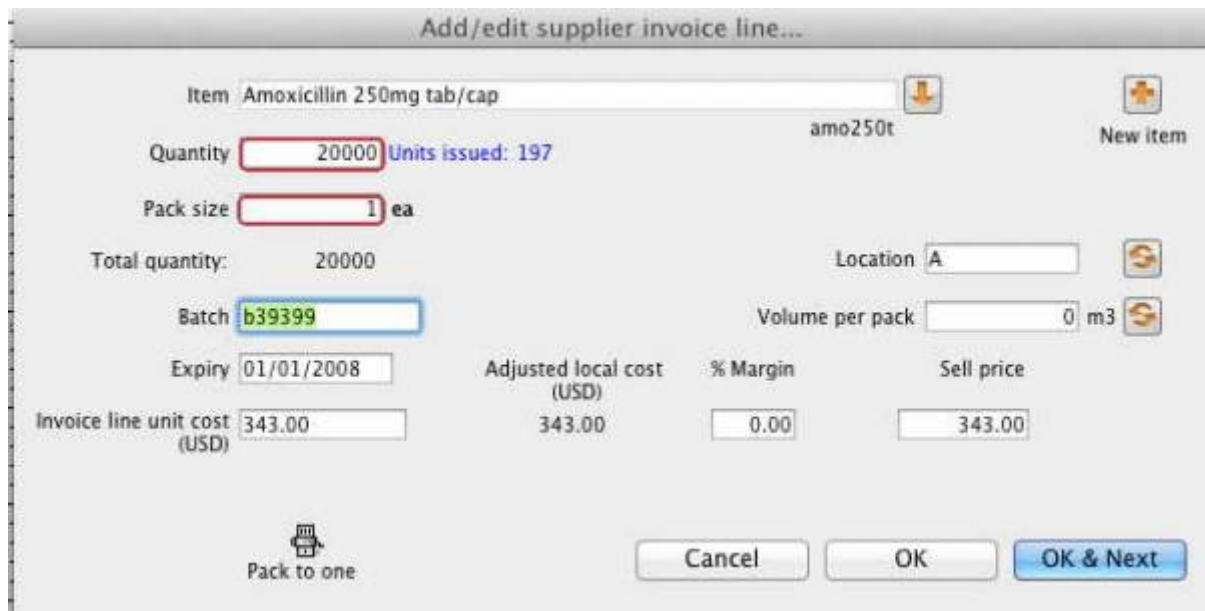 Add/edit supplier invoice line...
Item Amoxicillin 250mg tab/cap
amo250t
New item
Quantity 20000 Units issued: 197
Pack size 1 ea
Total quantity: 20000
Location A
Batch b39399
Volume per pack 0 m3
Expiry 01/01/2008
Adjusted local cost
(USD)
% Margin
Sell price
Invoice line unit cost
(USD)
343.00
343.00
0.00
343.00
Pack to one
Cancel
OK
OK & Next